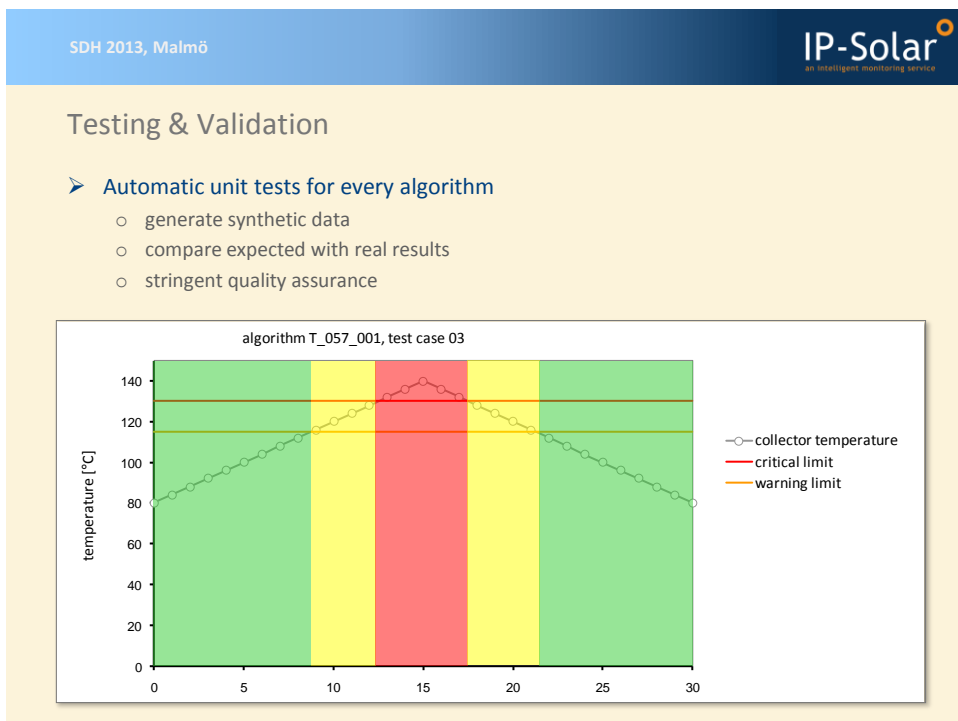 SDH 2013, Malmö
IP-Solar
an intelligent monitoring service
Testing & Validation
➢ Automatic unit tests for every algorithm
o generate synthetic data
o compare expected with real results
o stringent quality assurance
algorithm T_057_001, test case 03
140
120
100
80
60
40
20
0
temperature [°C]
0 5 10 15 20 25 30
collector temperature
critical limit
warning limit